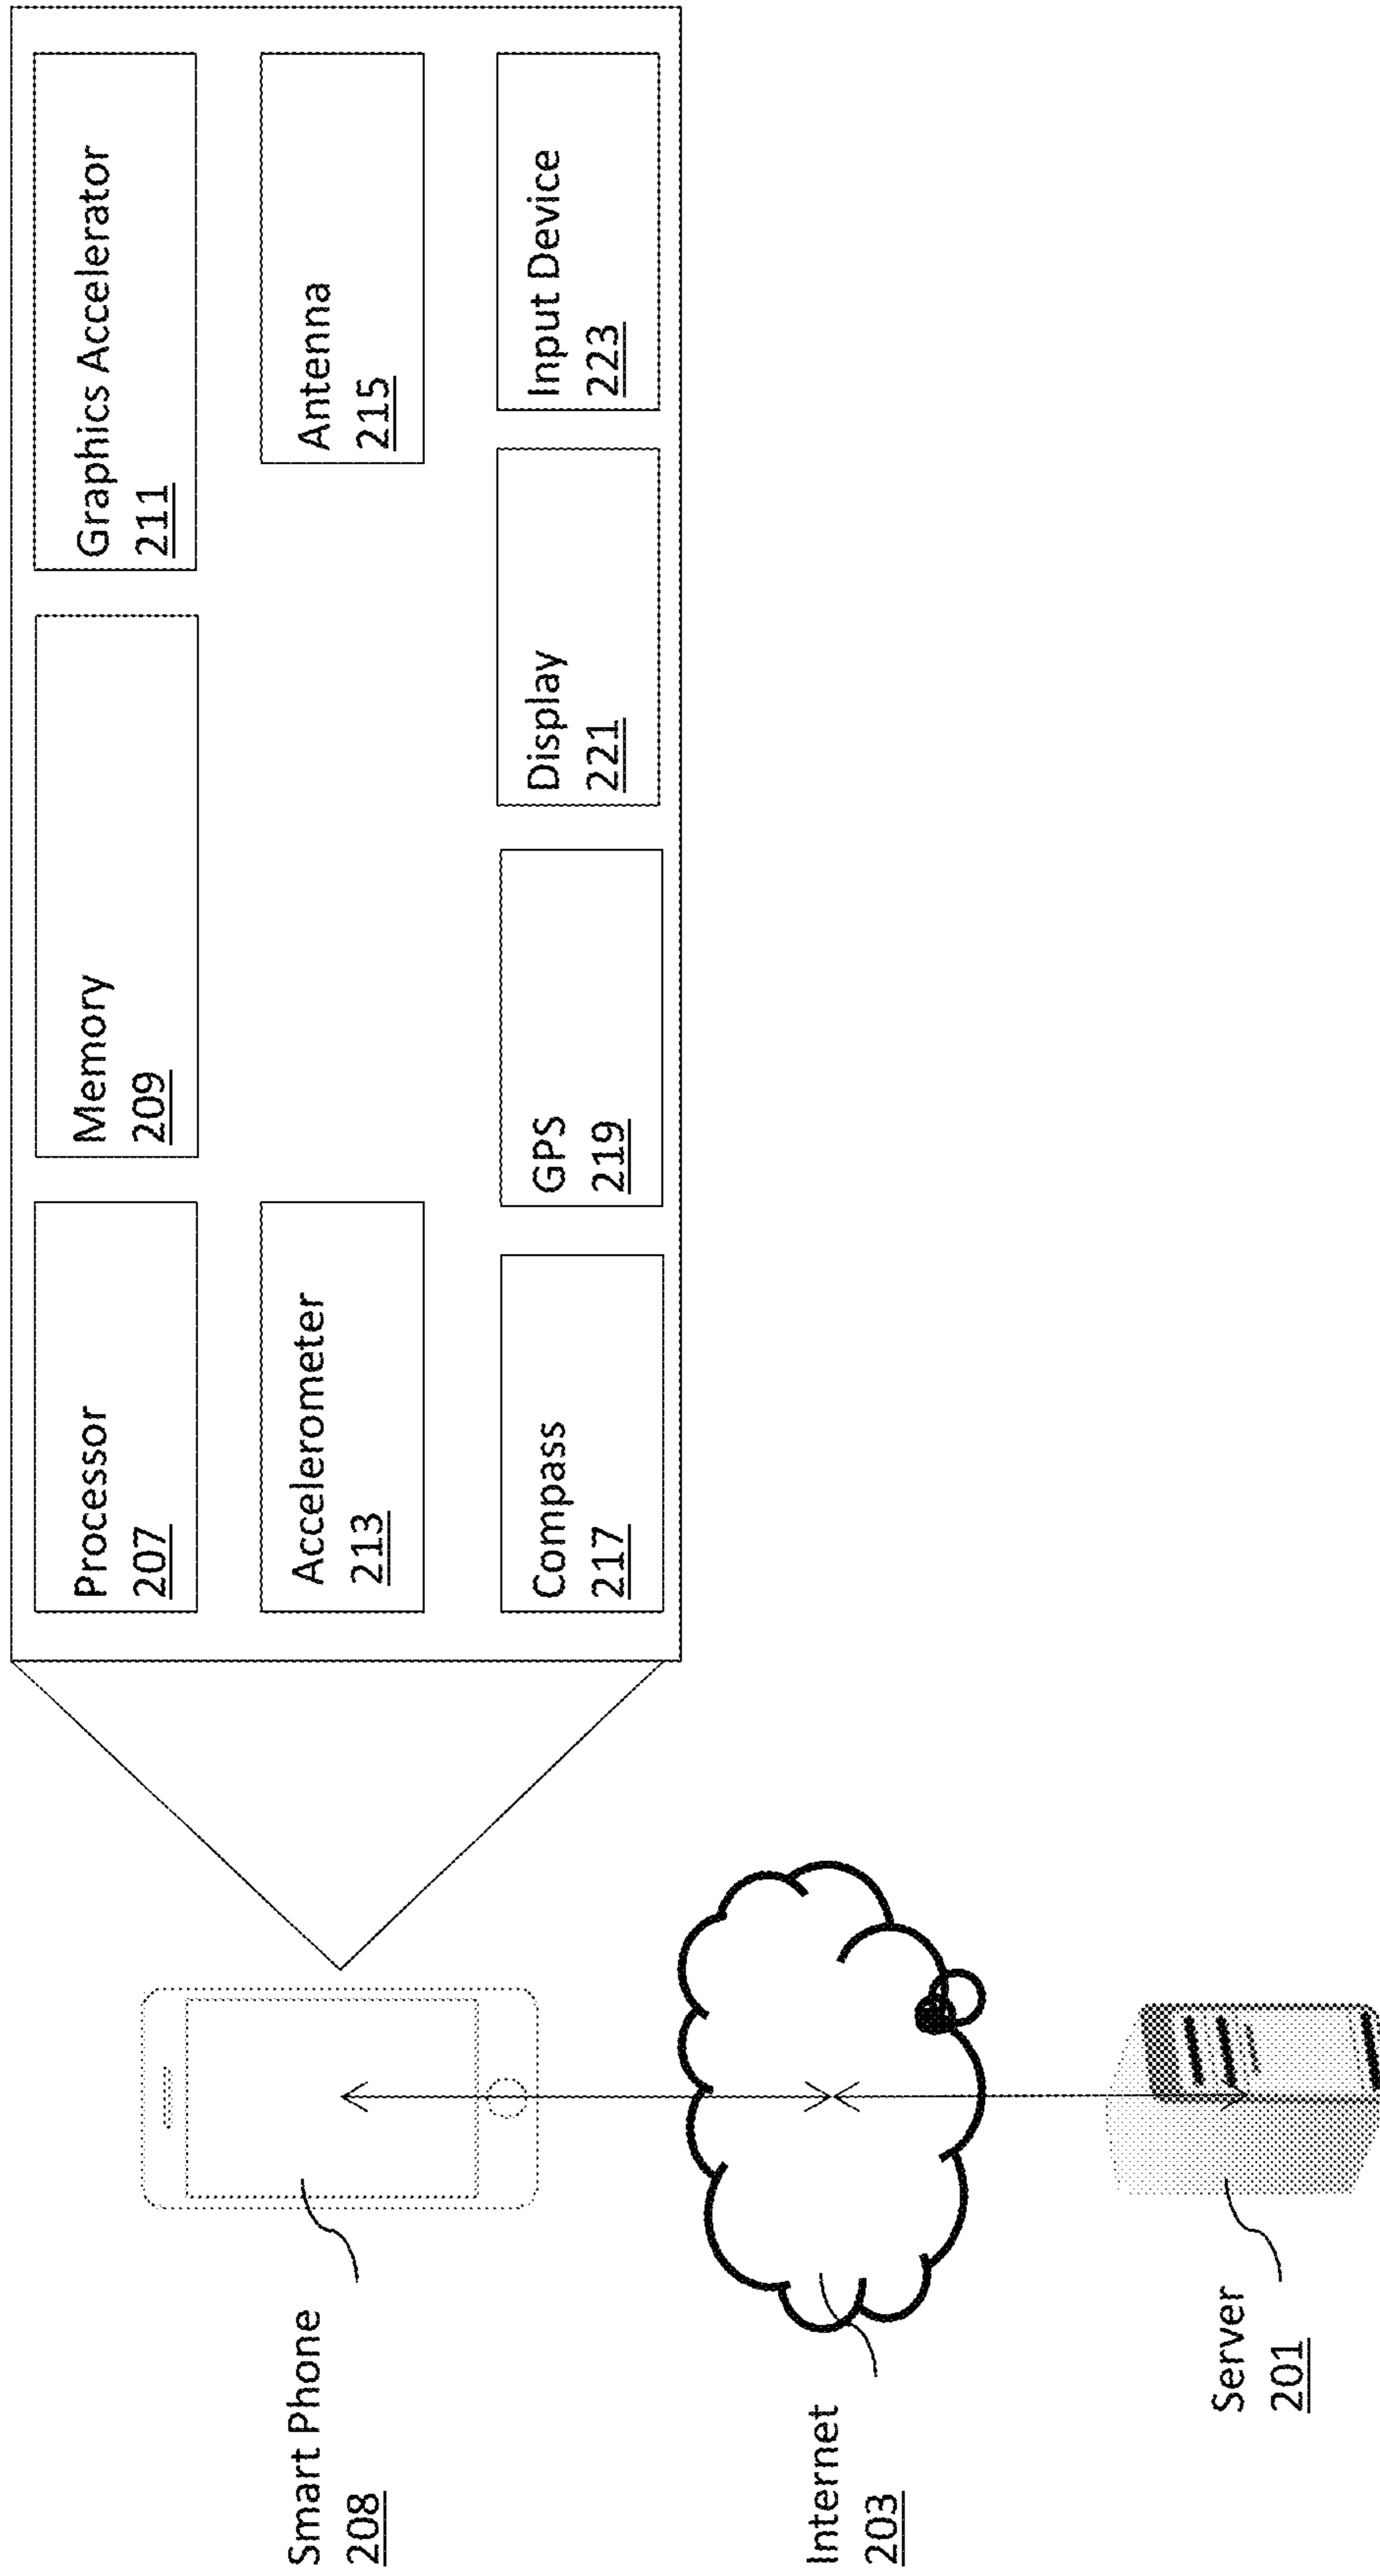 Smart Phone
208
Internet
203
Server
201
Processor
207
Memory
209
Graphics Accelerator
211
Accelerometer
213
Antenna
215
Compass
217
GPS
219
Display
221
Input Device
223